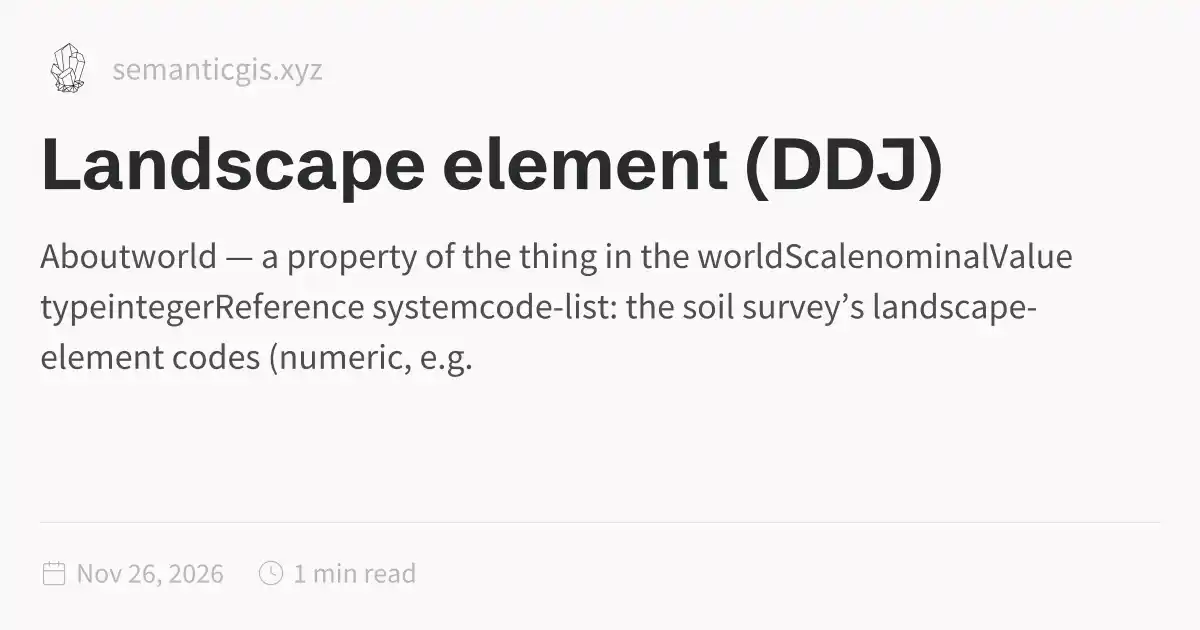 semanticgis.xyz
Landscape element (DDJ)
Aboutworld — a property of the thing in the worldScalenominalValue
typeintegerReference systemcode-list: the soil survey’s landscape-
element codes (numeric, e.g.
Nov 26, 2026 1 min read